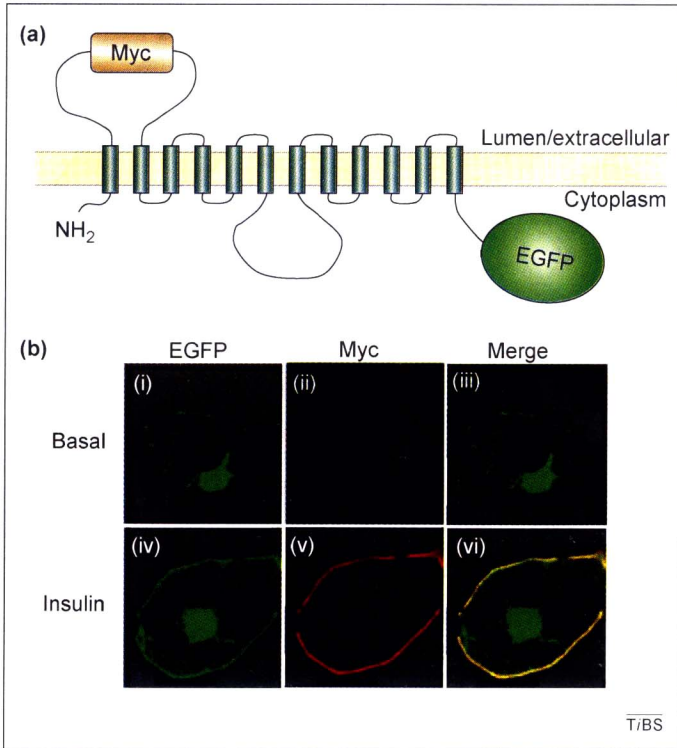 (a)
Myc
Lumen/extracellular
Cytoplasm
NH₂
EGFP
(b)
EGFP Myc Merge
Basal
(i) (ii) (iii)
Insulin
(iv) (v) (vi)
TiBS